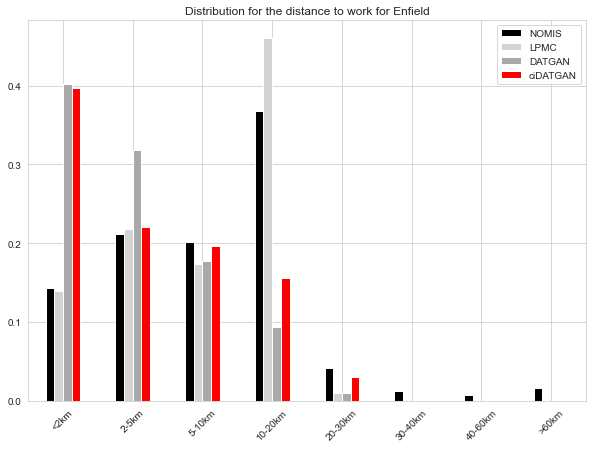 Distribution for the distance to work for Enfield
NOMIS
LPMC
DATGAN
ciDATGAN
0.4
0.3
0.2
0.1
0.0
<2km
2-5km
5-10km
10-20km
20-30km
30-40km
40-60km
>60km